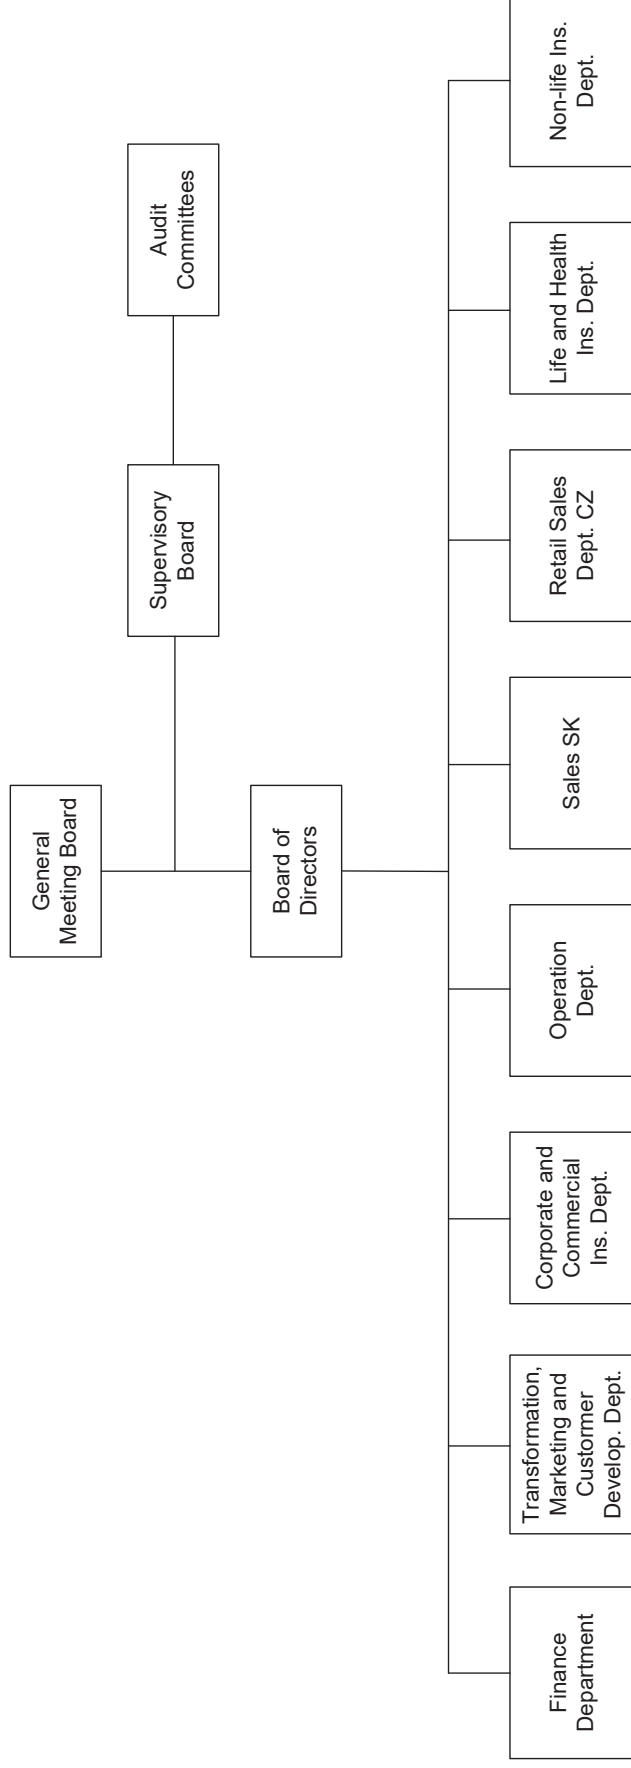 General
Meeting Board
Supervisory
Board
Audit
Committees
Board of
Directors
Finance
Department
Transformation,
Marketing and
Custormer
Develop. Dept.
Corporate and
Commercial
Ins. Dept.
Operation
Dept.
Sales SK
Retail Sales
Dept. CZ
Life and Health
Ins. Dept.
Non-life Ins.
Dept.